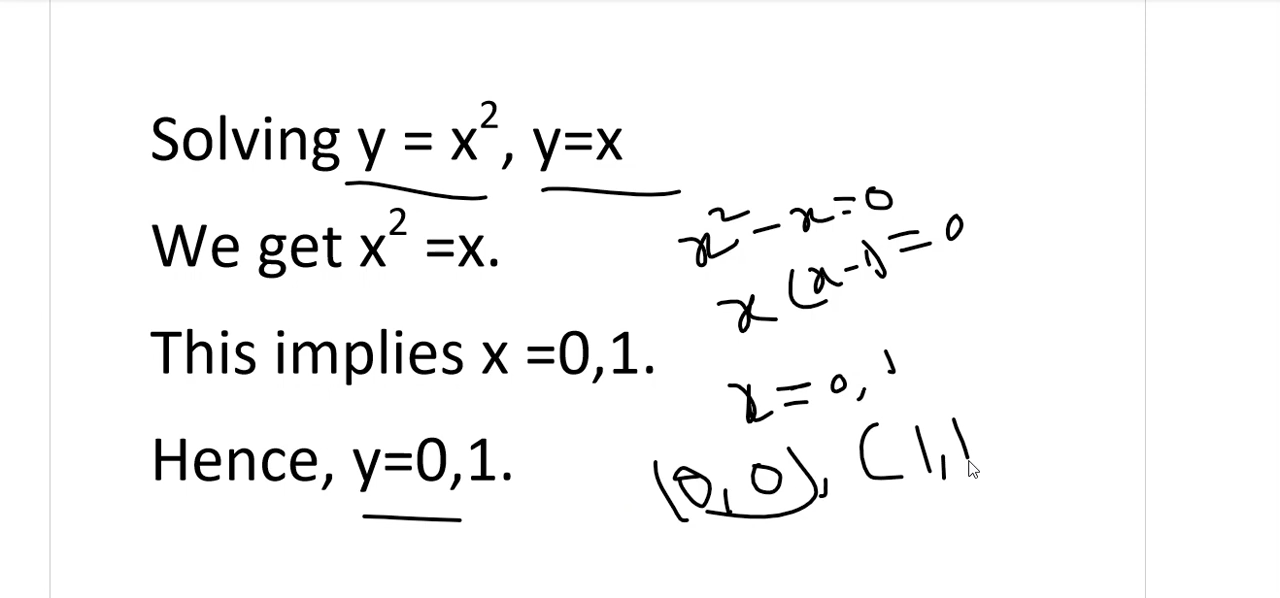 Solving y = x², y=x
We get x² =x.
x² - x = 0
x (x-1) = 0
This implies x =0,1.
x = 0, 1
Hence, y=0,1.
(0,0), (1,1